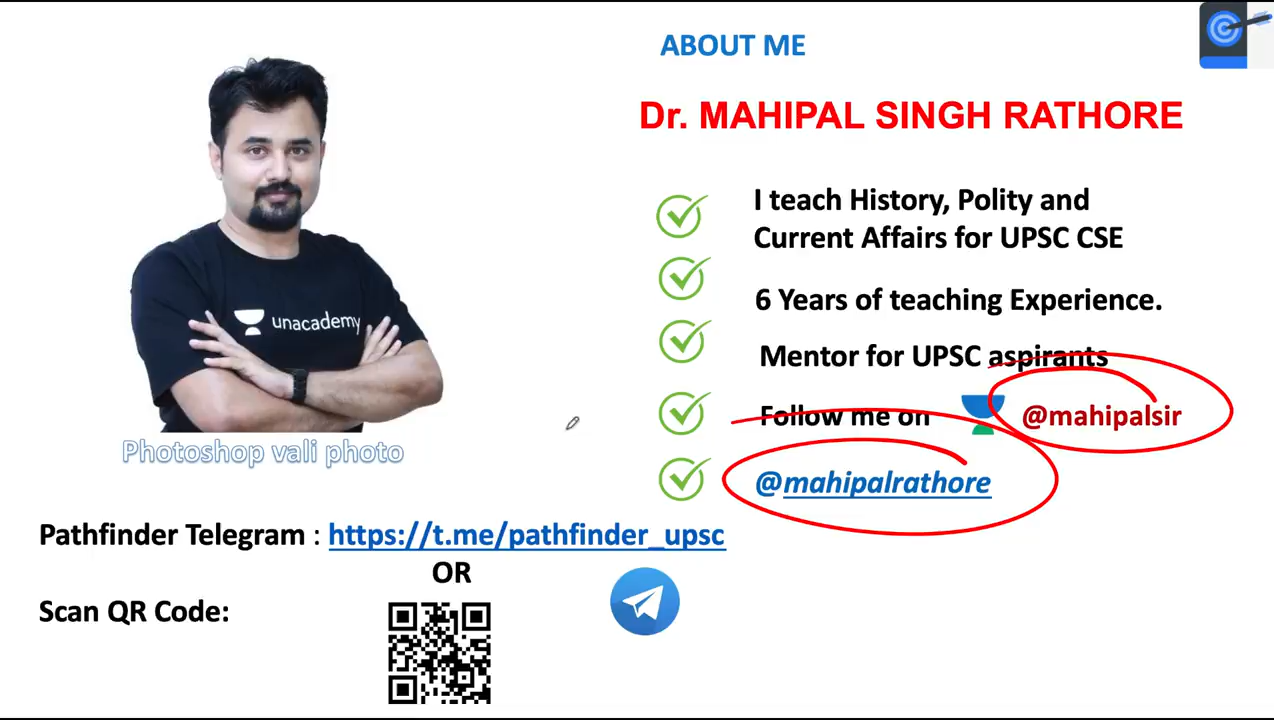 ABOUT ME
Dr. MAHIPAL SINGH RATHORE
I teach History, Polity and
Current Affairs for UPSC CSE
6 Years of teaching Experience.
Mentor for UPSC aspirants
Follow me on @mahipalsir
@mahipalrathore
unacademy
Photoshop vali photo
Pathfinder Telegram : https://t.me/pathfinder_upsc
OR
Scan QR Code: